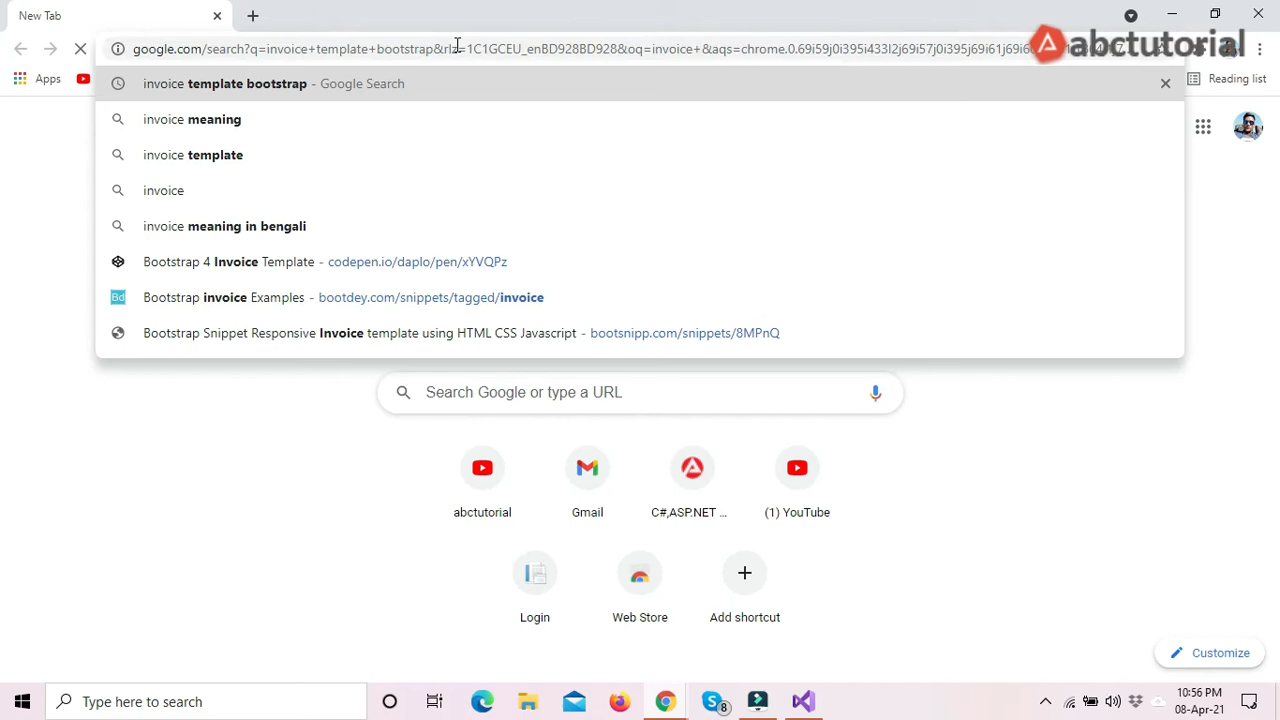 New Tab
google.com/search?q=invoice+template+bootstrap&rlz=1C1GCEU_enBD928BD928&oq=invoice+&aqs=chrome.0.69i59j0i395i433l2j69i57j0i395j69i61j69i6
abctutorial
Apps
Reading list
invoice template bootstrap - Google Search
invoice meaning
invoice template
invoice
invoice meaning in bengali
Bootstrap 4 Invoice Template - codepen.io/daplo/pen/xYVQPz
Bd Bootstrap invoice Examples - bootdey.com/snippets/tagged/invoice
Bootstrap Snippet Responsive Invoice template using HTML CSS Javascript - bootsnipp.com/snippets/8MPnQ
Search Google or type a URL
abctutorial
Gmail
C#,ASP.NET ...
(1) YouTube
Login
Web Store
Add shortcut
Customize
Type here to search
8
10:56 PM
08-Apr-21